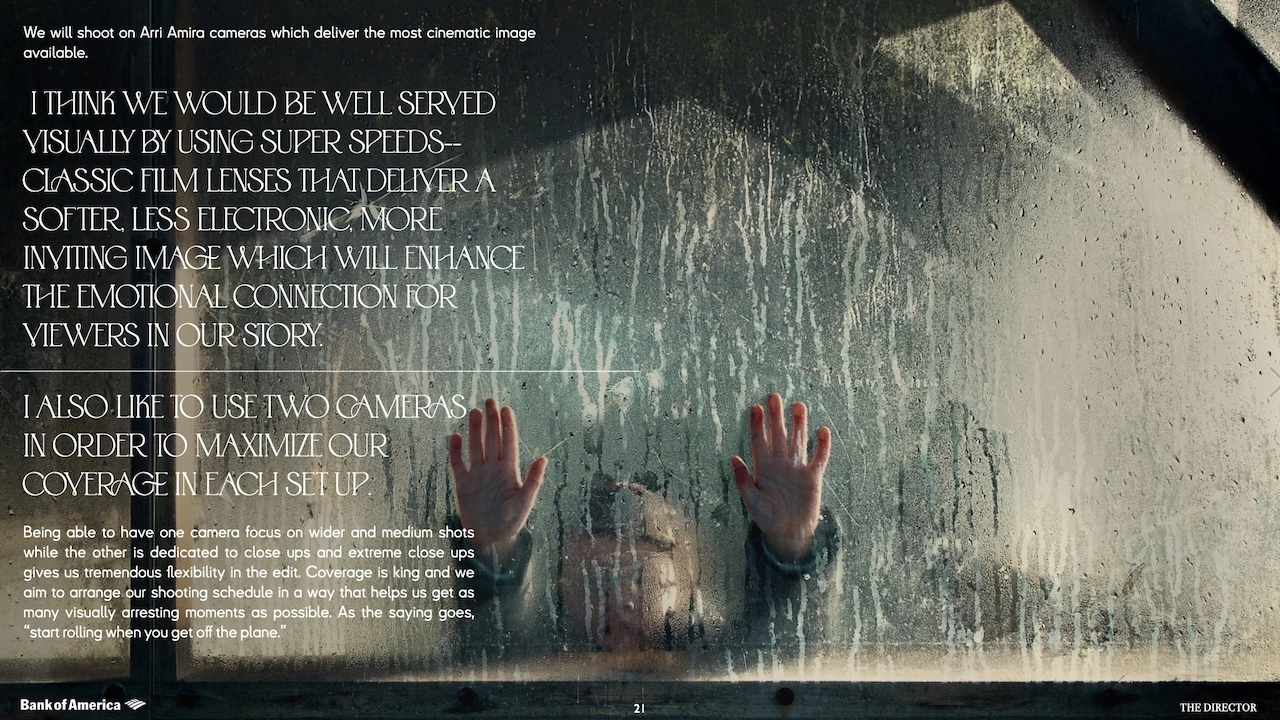 We will shoot on Arri Amira cameras which deliver the most cinematic image
available.
I THINK WE WOULD BE WELL SERVED
VISUALLY BY USING SUPER SPEEDS--
CLASSIC FILM LENSES THAT DELIVER A
SOFTER, LESS ELECTRONIC, MORE
INVITING IMAGE WHICH WILL ENHANCE
THE EMOTIONAL CONNECTION FOR
VIEWERS IN OUR STORY.
I ALSO LIKE TO USE TWO CAMERAS
IN ORDER TO MAXIMIZE OUR
COVERAGE IN EACH SET UP.
Being able to have one camera focus on wider and medium shots
while the other is dedicated to close ups and extreme close ups
gives us tremendous flexibility in the edit. Coverage is king and we
aim to arrange our shooting schedule in a way that helps us get as
many visually arresting moments as possible. As the saying goes,
“start rolling when you get off the plane.”
Bank of America
21
THE DIRECTOR